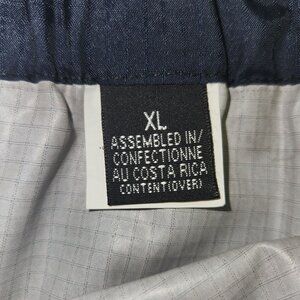 XL
ASSEMBLED IN/
CONFECTIONNE
AU COSTA RICA
CONTENT(OVER)